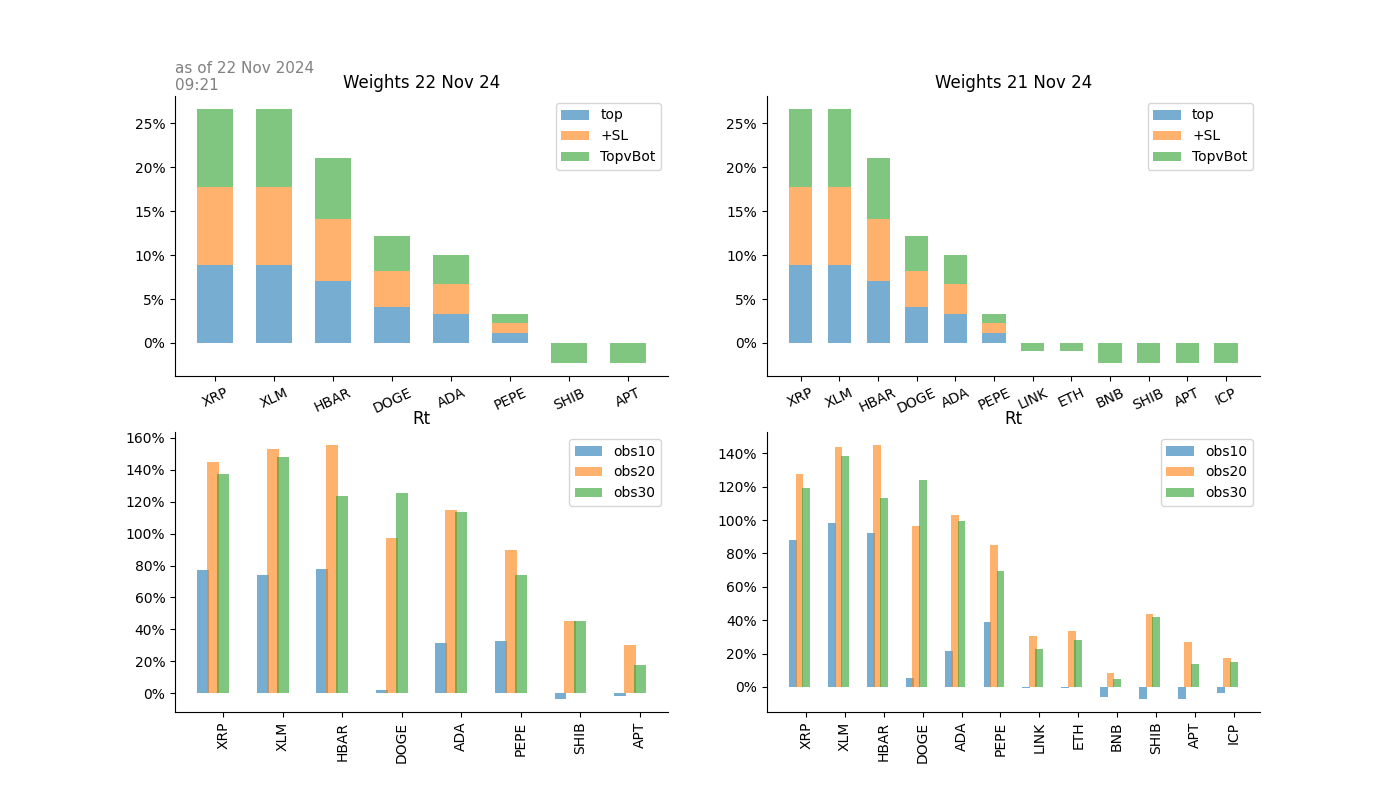 as of 22 Nov 2024
09:21
Weights 22 Nov 24
25%
20%
15%
10%
5%
0%
top
+SL
TopvBot
XRP XLM HBAR DOGE ADA PEPE SHIB APT
Weights 21 Nov 24
25%
20%
15%
10%
5%
0%
top
+SL
TopvBot
XRP XLM HBAR DOGE ADA PEPE LINK ETH BNB SHIB APT ICP
Rt
160%
140%
120%
100%
80%
60%
40%
20%
0%
obs10
obs20
obs30
XRP XLM HBAR DOGE ADA PEPE SHIB APT
Rt
140%
120%
100%
80%
60%
40%
20%
0%
obs10
obs20
obs30
XRP XLM HBAR DOGE ADA PEPE LINK ETH BNB SHIB APT ICP